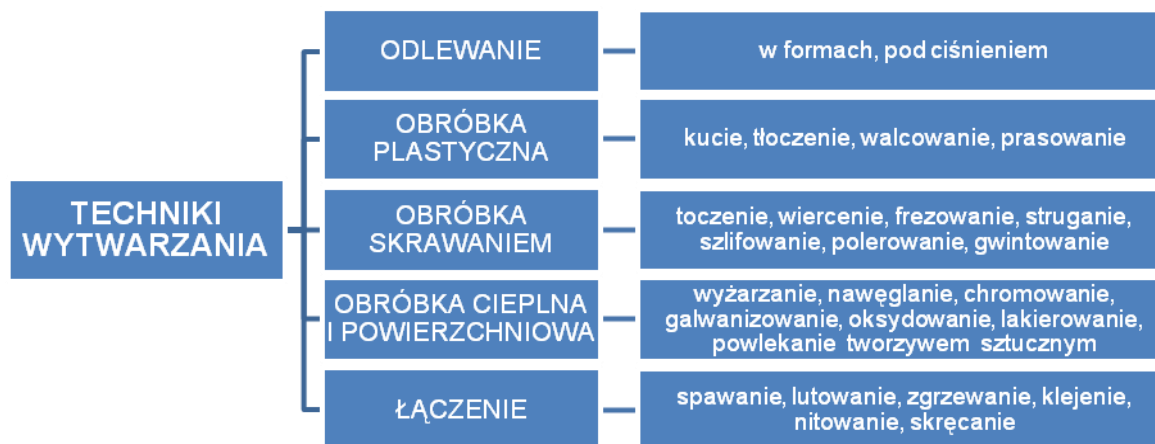 TECHNIKI
WYTWARZANIA
ODLEWANIE
w formach, pod ciśnieniem
OBRÓBKA
PLASTYCZNA
kucie, tłoczenie, walcowanie, prasowanie
OBRÓBKA
SKRAWANIEM
toczenie, wiercenie, frezowanie, struganie,
szlifowanie, polerowanie, gwintowanie
OBRÓBKA CIEPLNA
I POWIERZCHNIOWA
wyżarzanie, nawęglanie, chromowanie,
galwanizowanie, oksydowanie, lakierowanie,
powlekanie tworzywem sztucznym
ŁĄCZENIE
spawanie, lutowanie, zgrzewanie, klejenie,
nitowanie, skręcanie